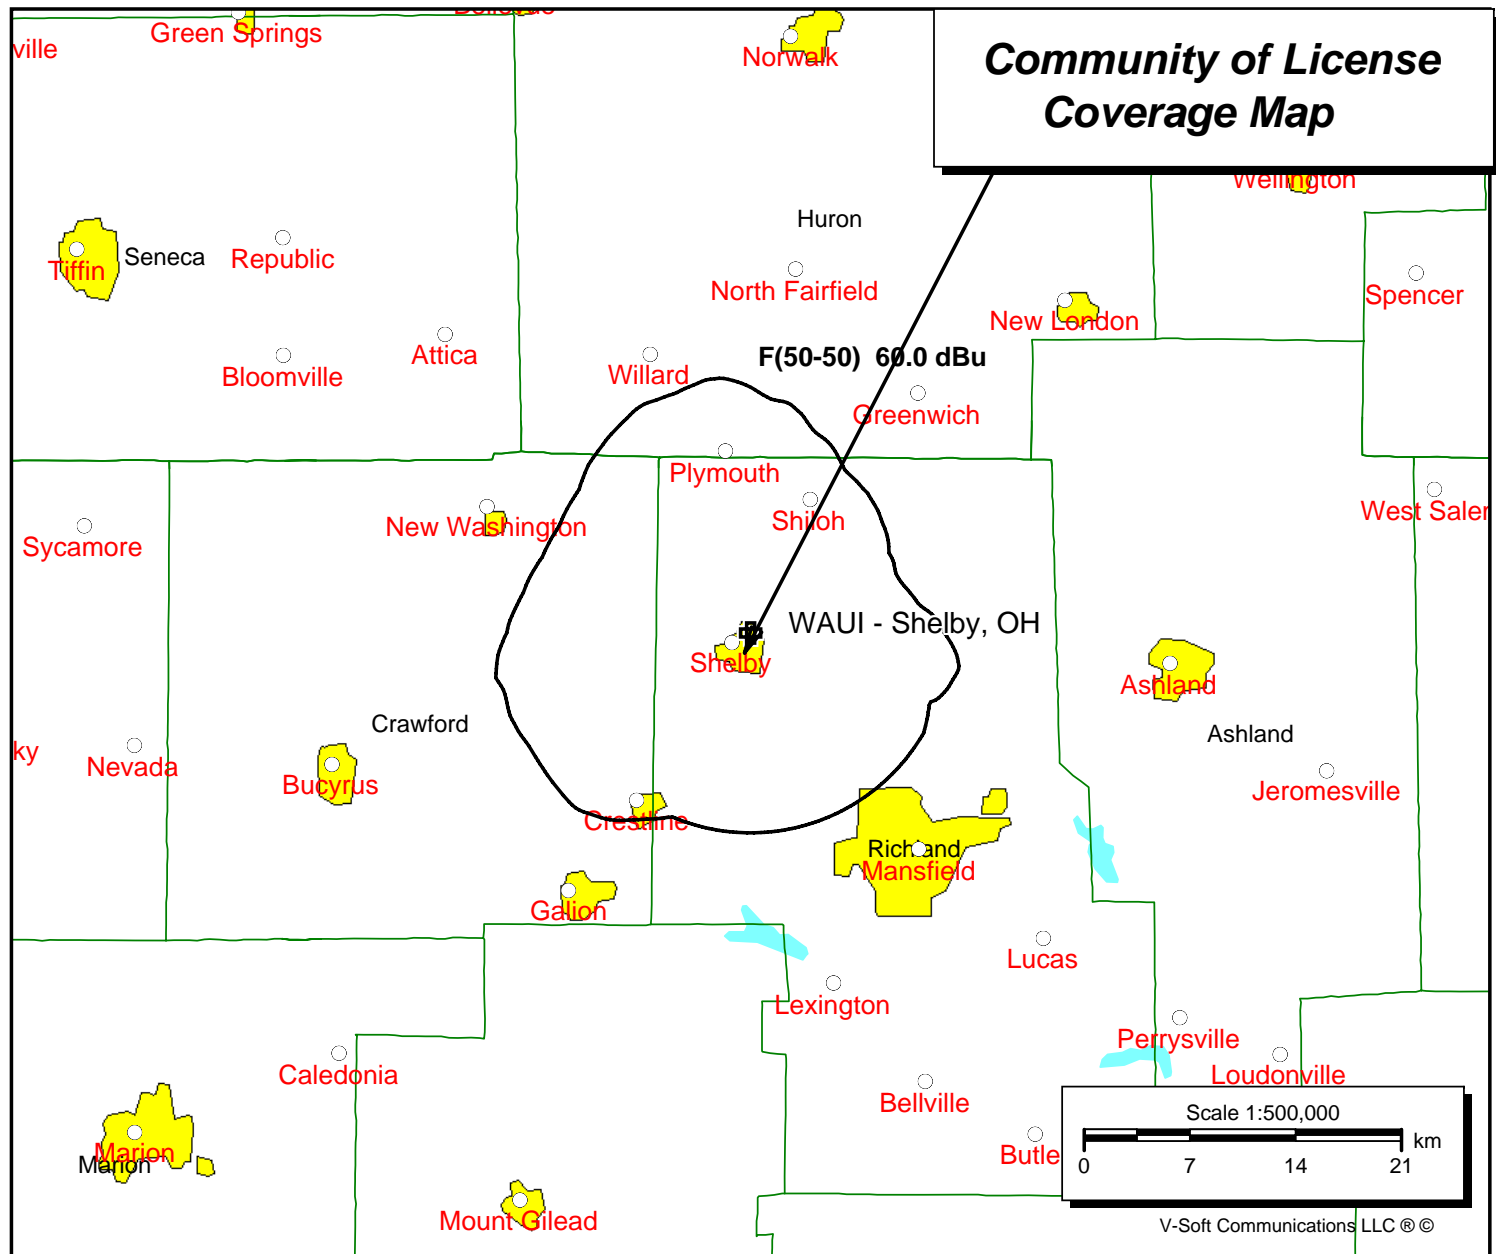 Green Springs
ville
Norwalk
Community of License
Coverage Map
Wellington
Huron
Tiffin
Seneca
Republic
North Fairfield
Spencer
New London
Attica
Bloomville
Willard
F(50-50) 60.0 dBu
Greenwich
Plymouth
New Washington
Shiloh
West Saler
Sycamore
WAUI - Shelby, OH
Shelby
Ashland
Crawford
Ashland
ky
Nevada
Bucyrus
Jeromesville
Crestline
Richland
Mansfield
Galion
Lucas
Lexington
Perrysville
Caledonia
Loudonville
Bellville
Scale 1:500,000
km
0 7 14 21
Butle
Marion
Marion
Mount Gilead
V-Soft Communications LLC ® ©